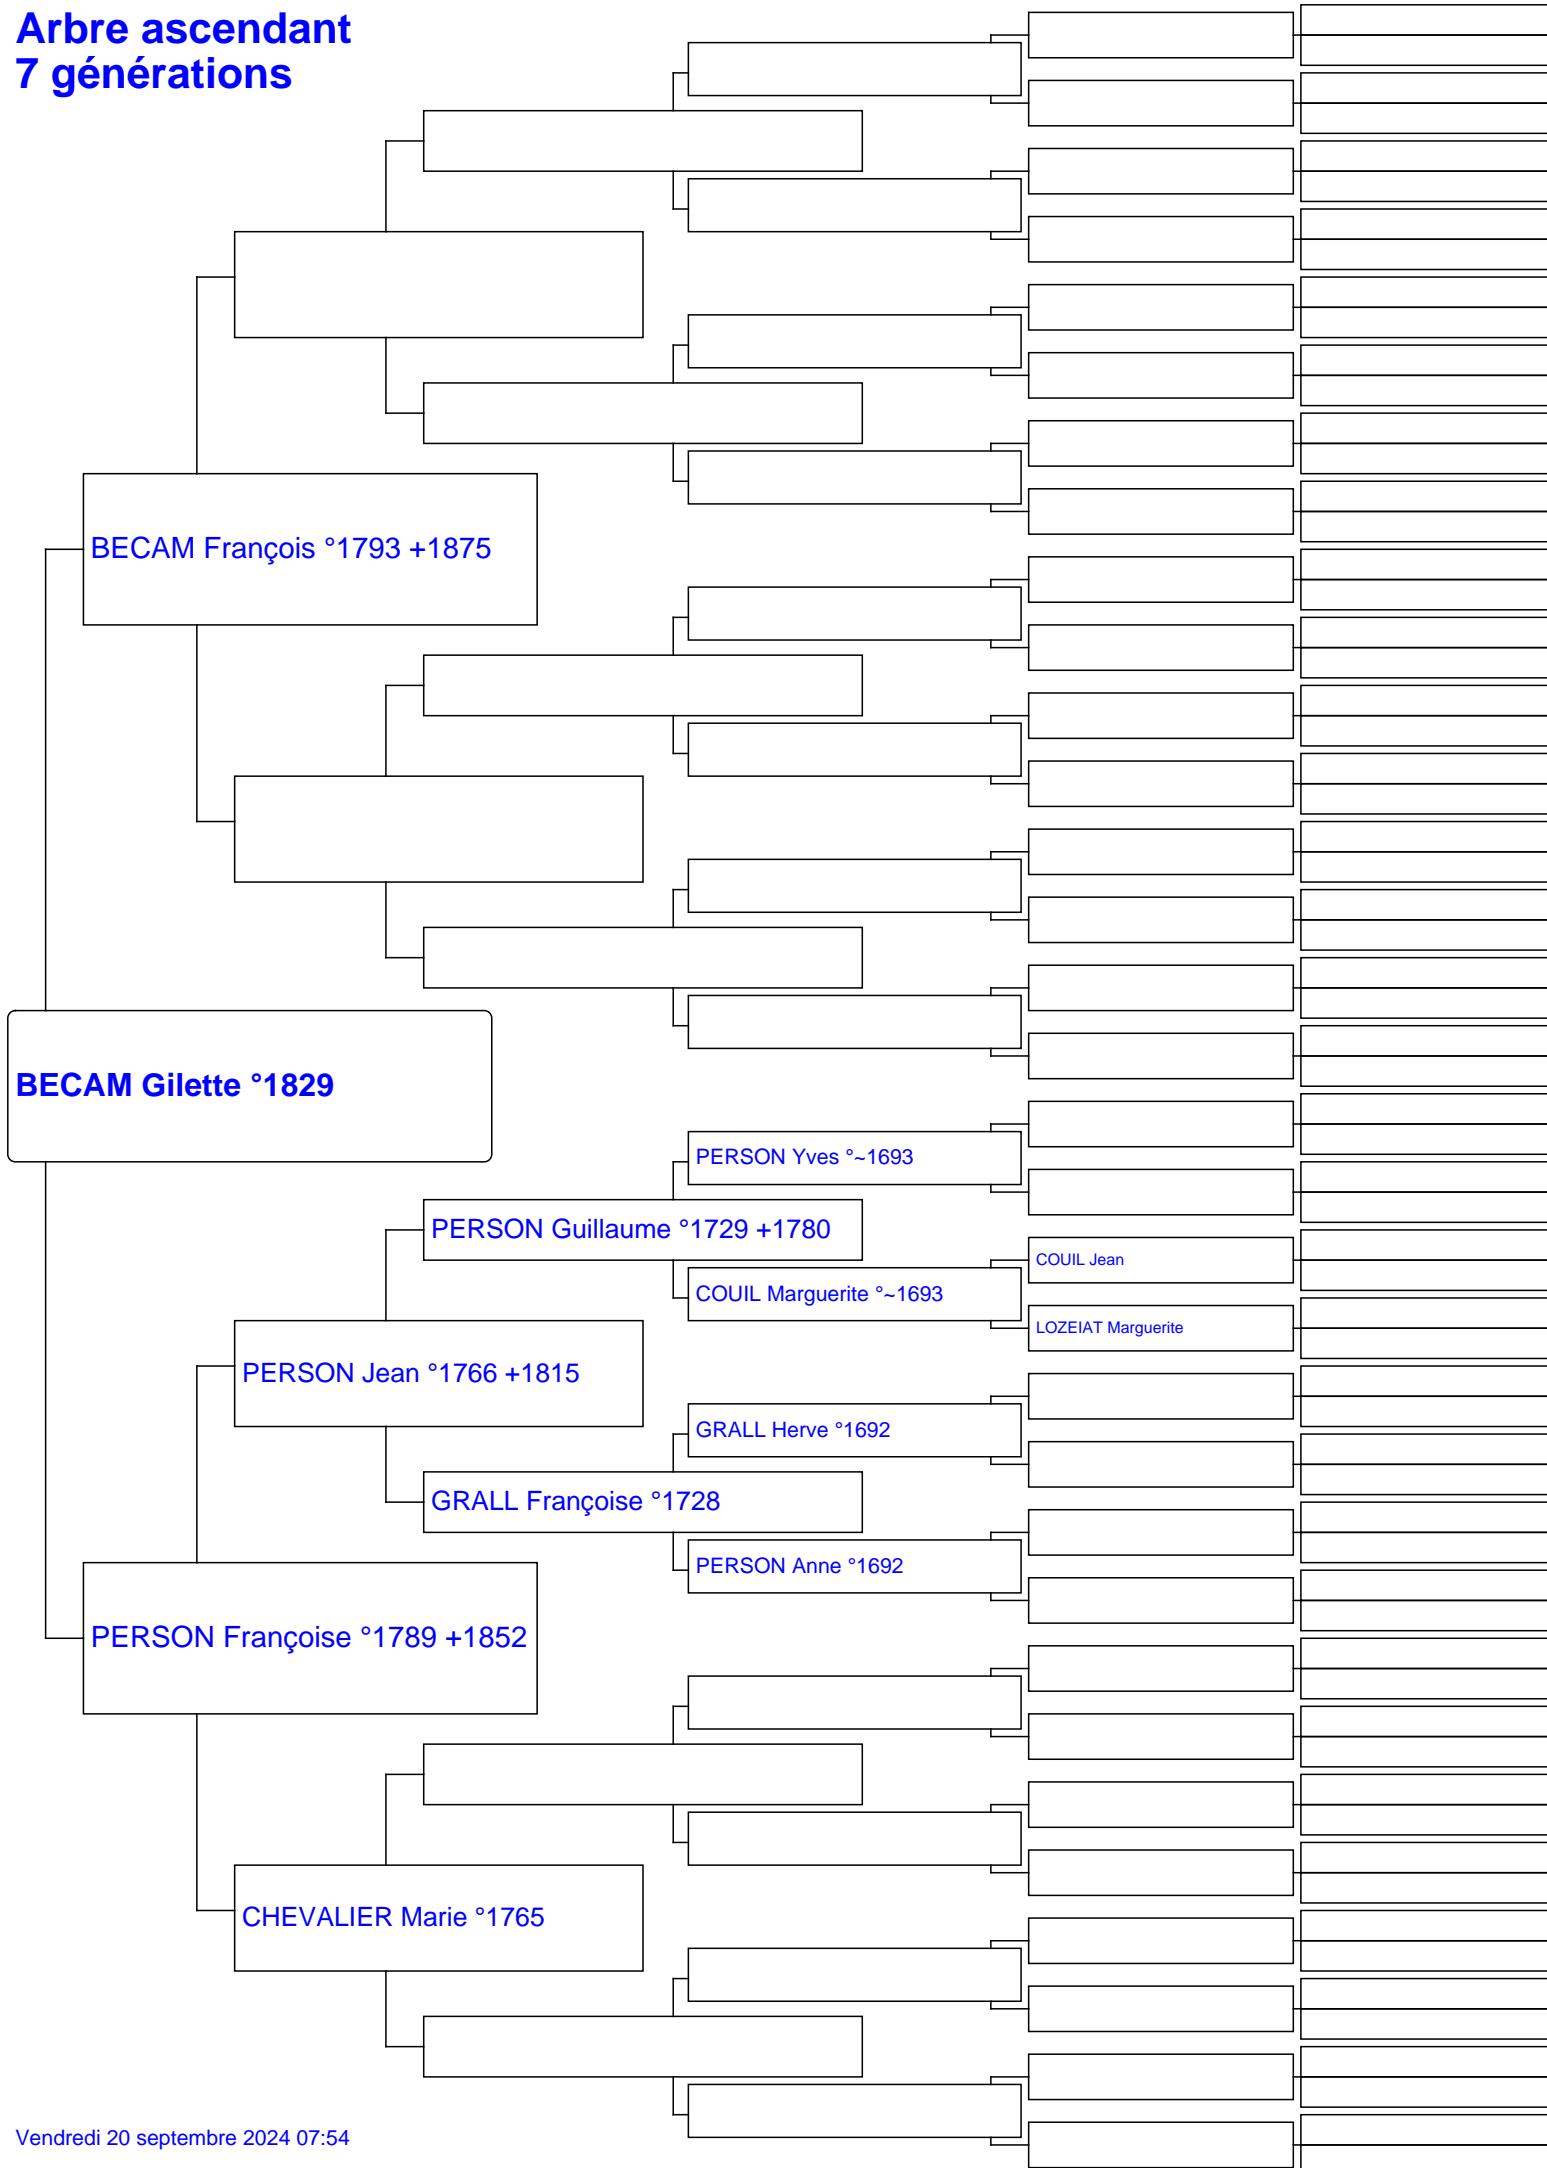 Arbre ascendant
7 générations
BECAM François °1793 +1875
BECAM Gilette °1829
PERSON Yves °~1693
PERSON Guillaume °1729 +1780
COUIL Jean
COUIL Marguerite °~1693
LOZEIAT Marguerite
PERSON Jean °1766 +1815
GRALL Herve °1692
GRALL Françoise °1728
PERSON Anne °1692
PERSON Françoise °1789 +1852
CHEVALIER Marie °1765
Vendredi 20 septembre 2024 07:54